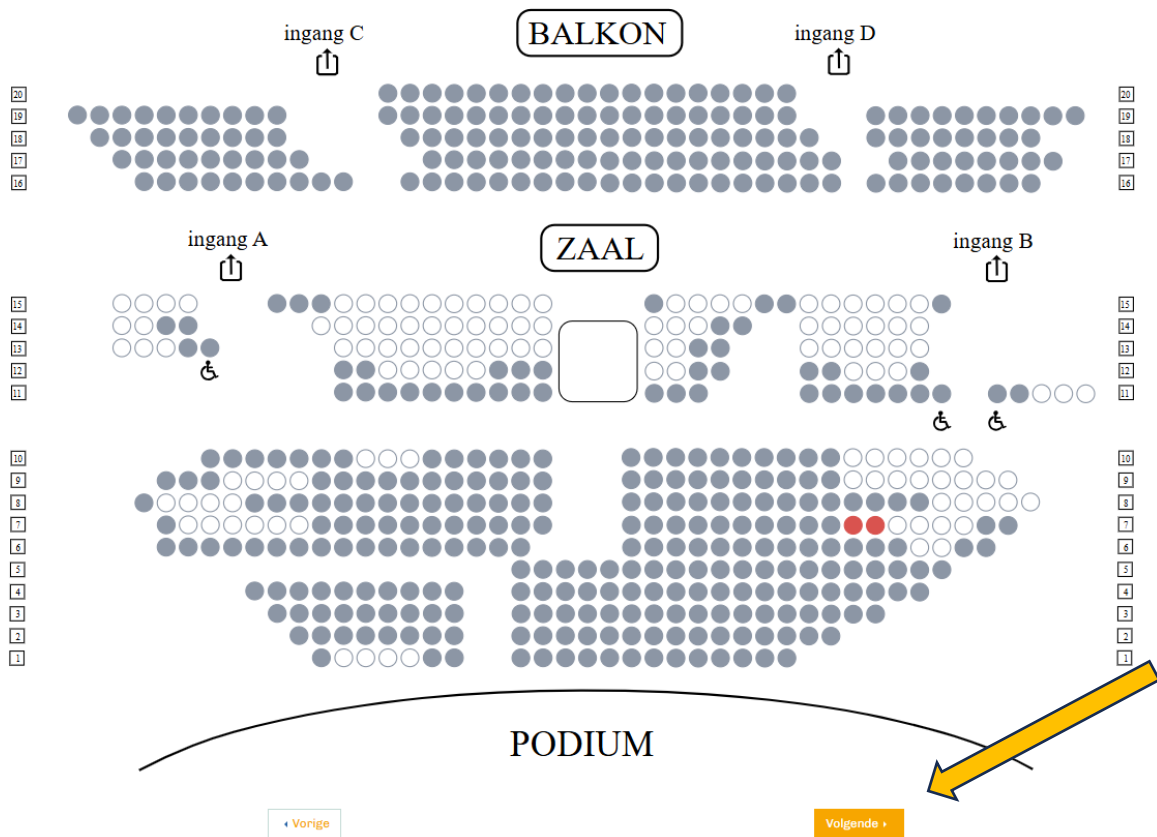 BALKON
ingang C
ingang D
20 20
19 19
18 18
17 17
16 16
ZAAL
ingang A
ingang B
15 15
14 14
13 13
12 12
11 11
10 10
9 9
8 8
7 7
6 6
5 5
4 4
3 3
2 2
1 1
PODIUM
Vorige
Volgende